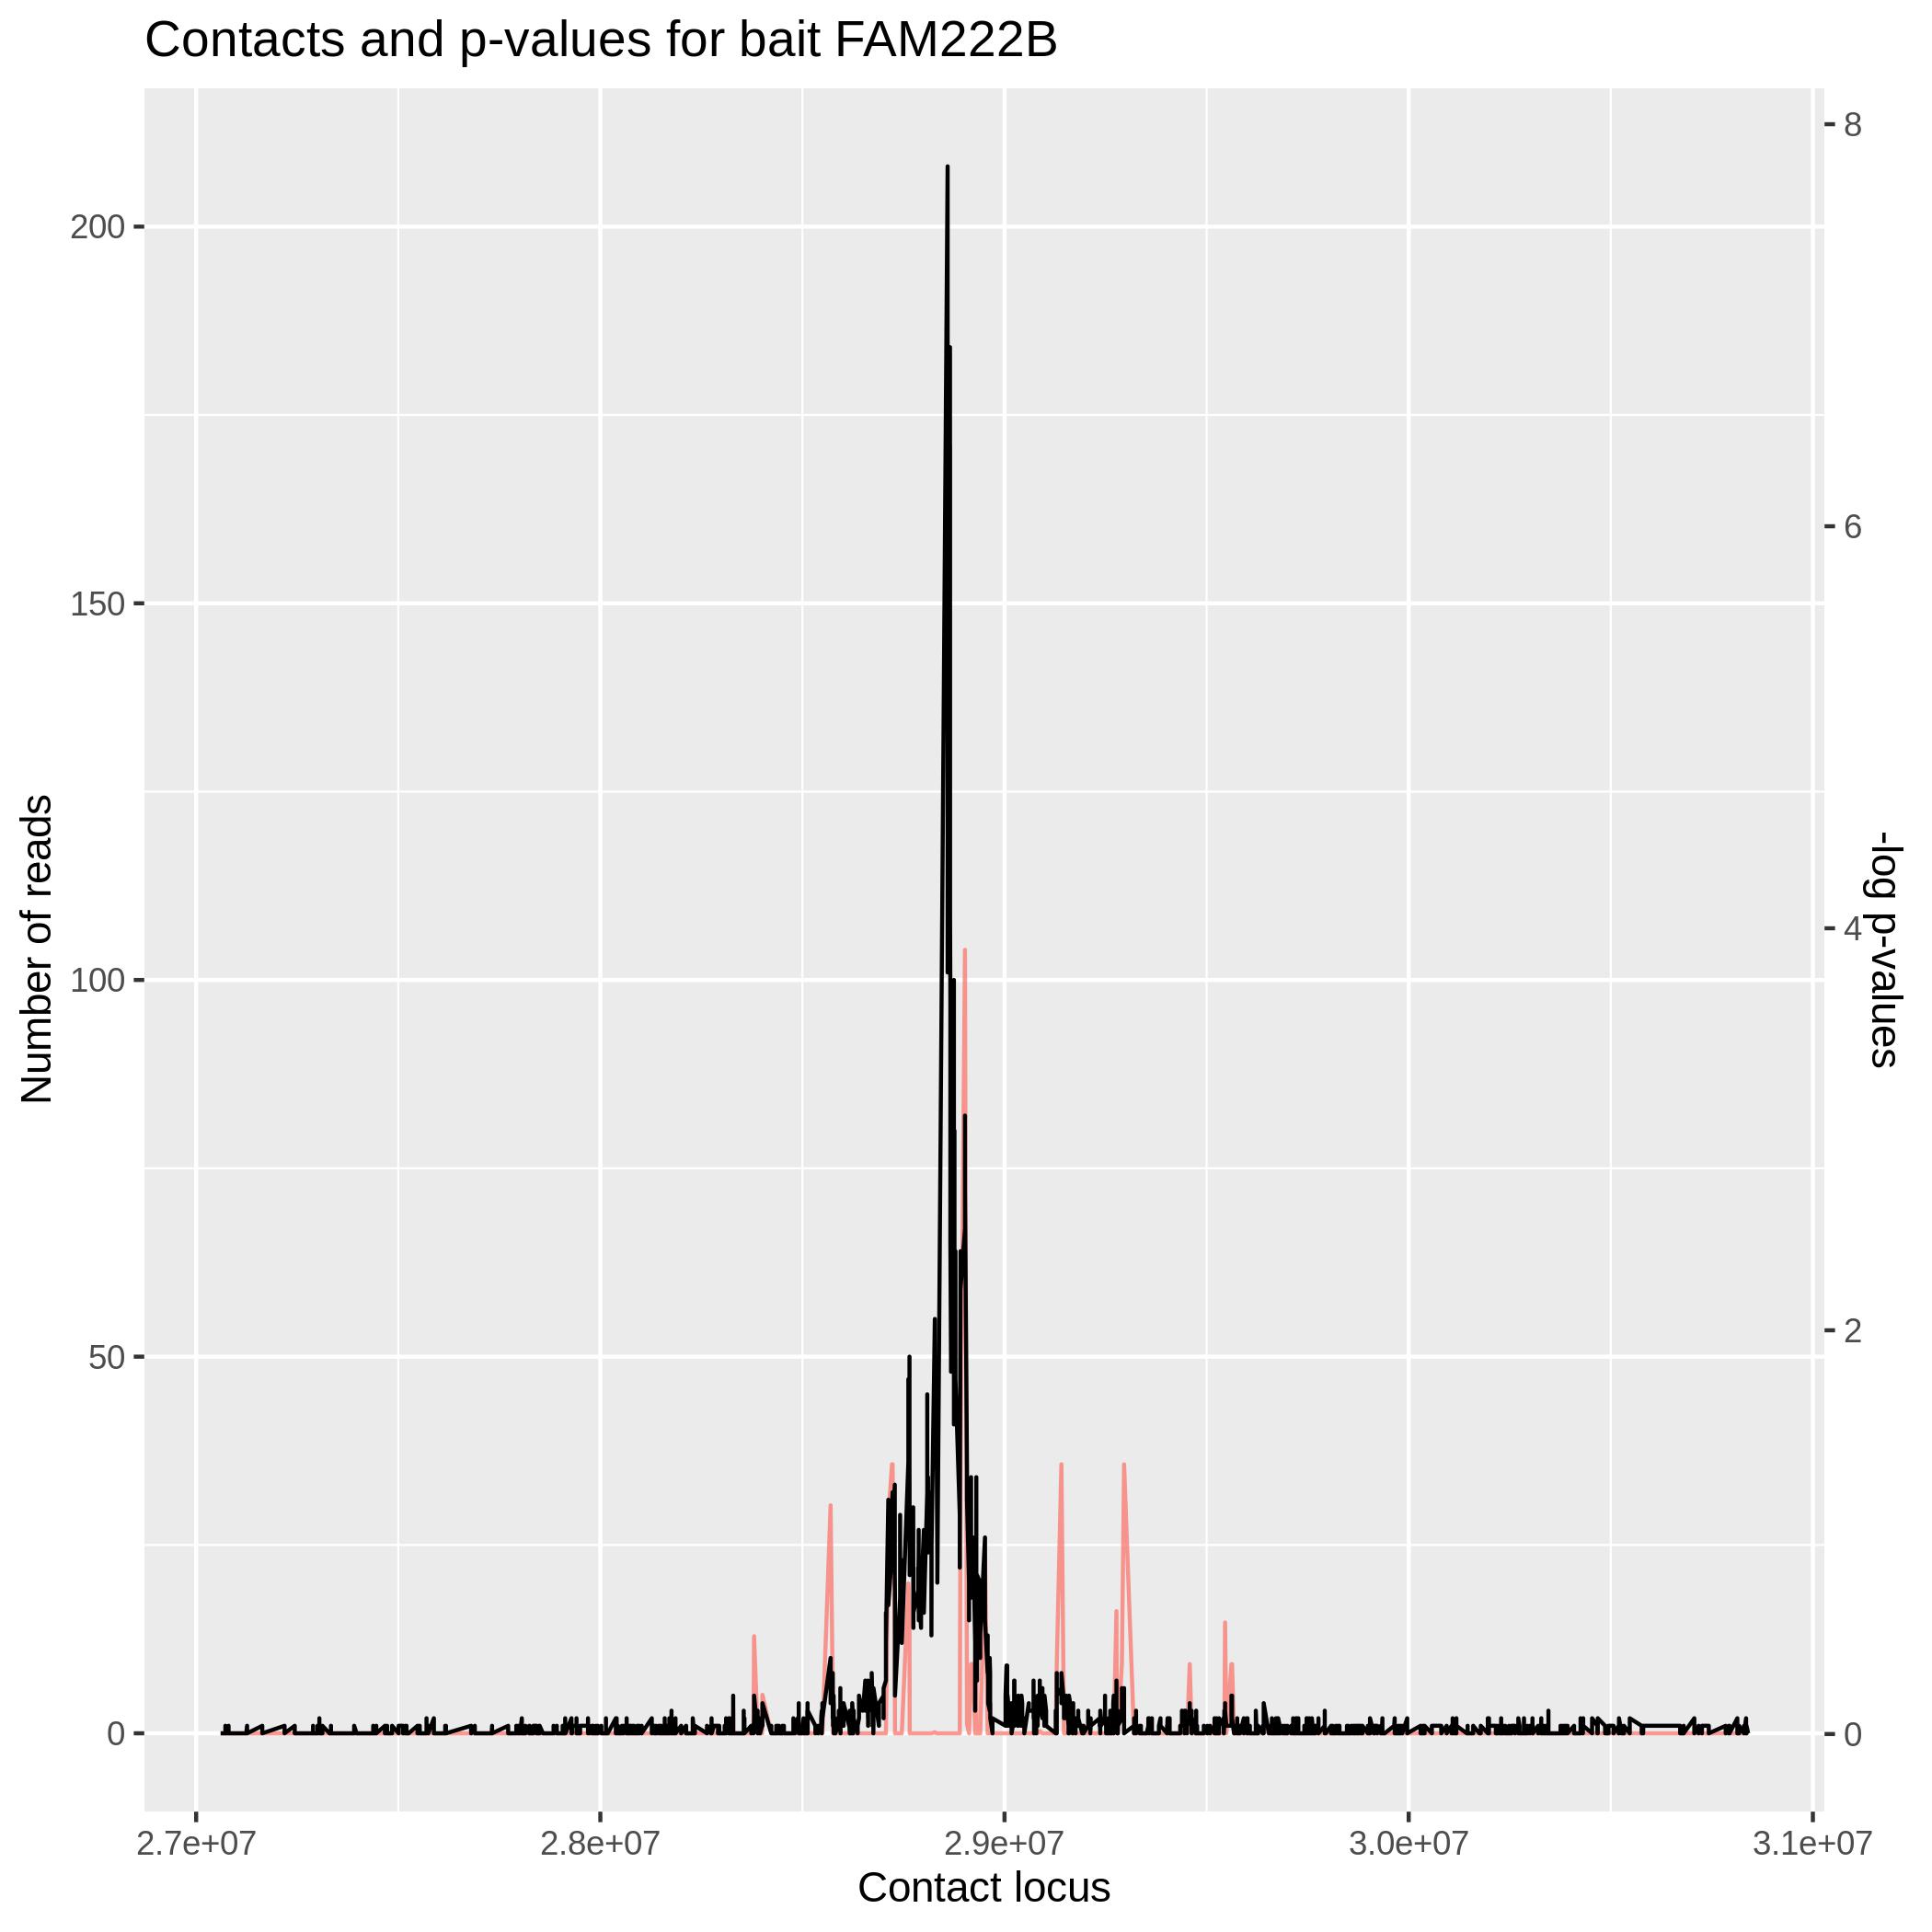 Contacts and p-values for bait FAM222B
Number of reads
200
150
100
50
0
8
6
4
2
0
-log p-values
2.7e+07 2.8e+07 2.9e+07 3.0e+07 3.1e+07
Contact locus